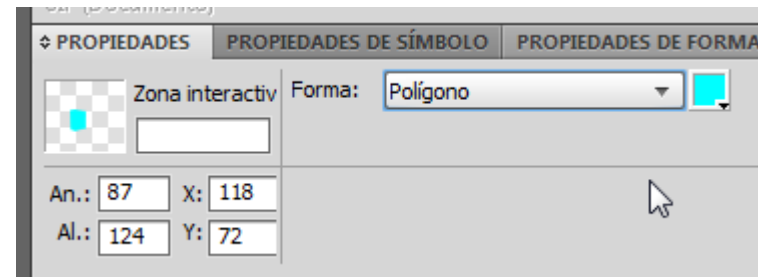 PROPIEDADES PROPIEDADES DE SÍMBOLO PROPIEDADES DE FORMA
Zona interactiv Forma: Polígono
An.: 87 X: 118
Al.: 124 Y: 72